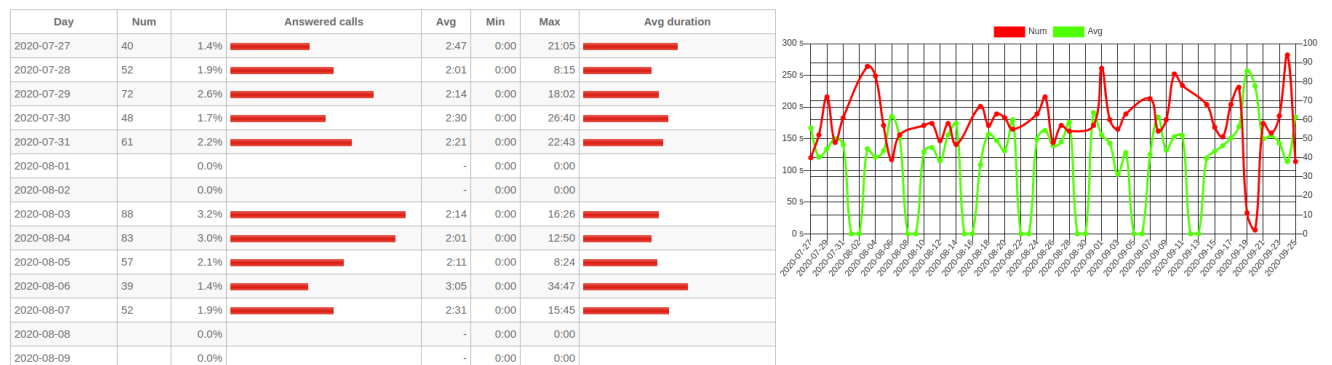 Day Num Answered calls Avg Min Max Avg duration
2020-07-27 40 1.4% 2:47 0:00 21:05
2020-07-28 52 1.9% 2:01 0:00 8:15
2020-07-29 72 2.6% 2:14 0:00 18:02
2020-07-30 48 1.7% 2:30 0:00 26:40
2020-07-31 61 2.2% 2:21 0:00 22:43
2020-08-01 0.0% - 0:00 0:00
2020-08-02 0.0% - 0:00 0:00
2020-08-03 88 3.2% 2:14 0:00 16:26
2020-08-04 83 3.0% 2:01 0:00 12:50
2020-08-05 57 2.1% 2:11 0:00 8:24
2020-08-06 39 1.4% 3:05 0:00 34:47
2020-08-07 52 1.9% 2:31 0:00 15:45
2020-08-08 0.0% - 0:00 0:00
2020-08-09 0.0% - 0:00 0:00
Num Avg
300 s
250 s
200 s
150 s
100 s
50 s
0 s
100
90
80
70
60
50
40
30
20
10
0
2020-07-27
2020-07-29
2020-07-31
2020-08-02
2020-08-04
2020-08-06
2020-08-08
2020-08-10
2020-08-12
2020-08-14
2020-08-16
2020-08-18
2020-08-20
2020-08-22
2020-08-24
2020-08-26
2020-08-28
2020-08-30
2020-09-01
2020-09-03
2020-09-05
2020-09-07
2020-09-09
2020-09-11
2020-09-13
2020-09-15
2020-09-17
2020-09-19
2020-09-21
2020-09-23
2020-09-25